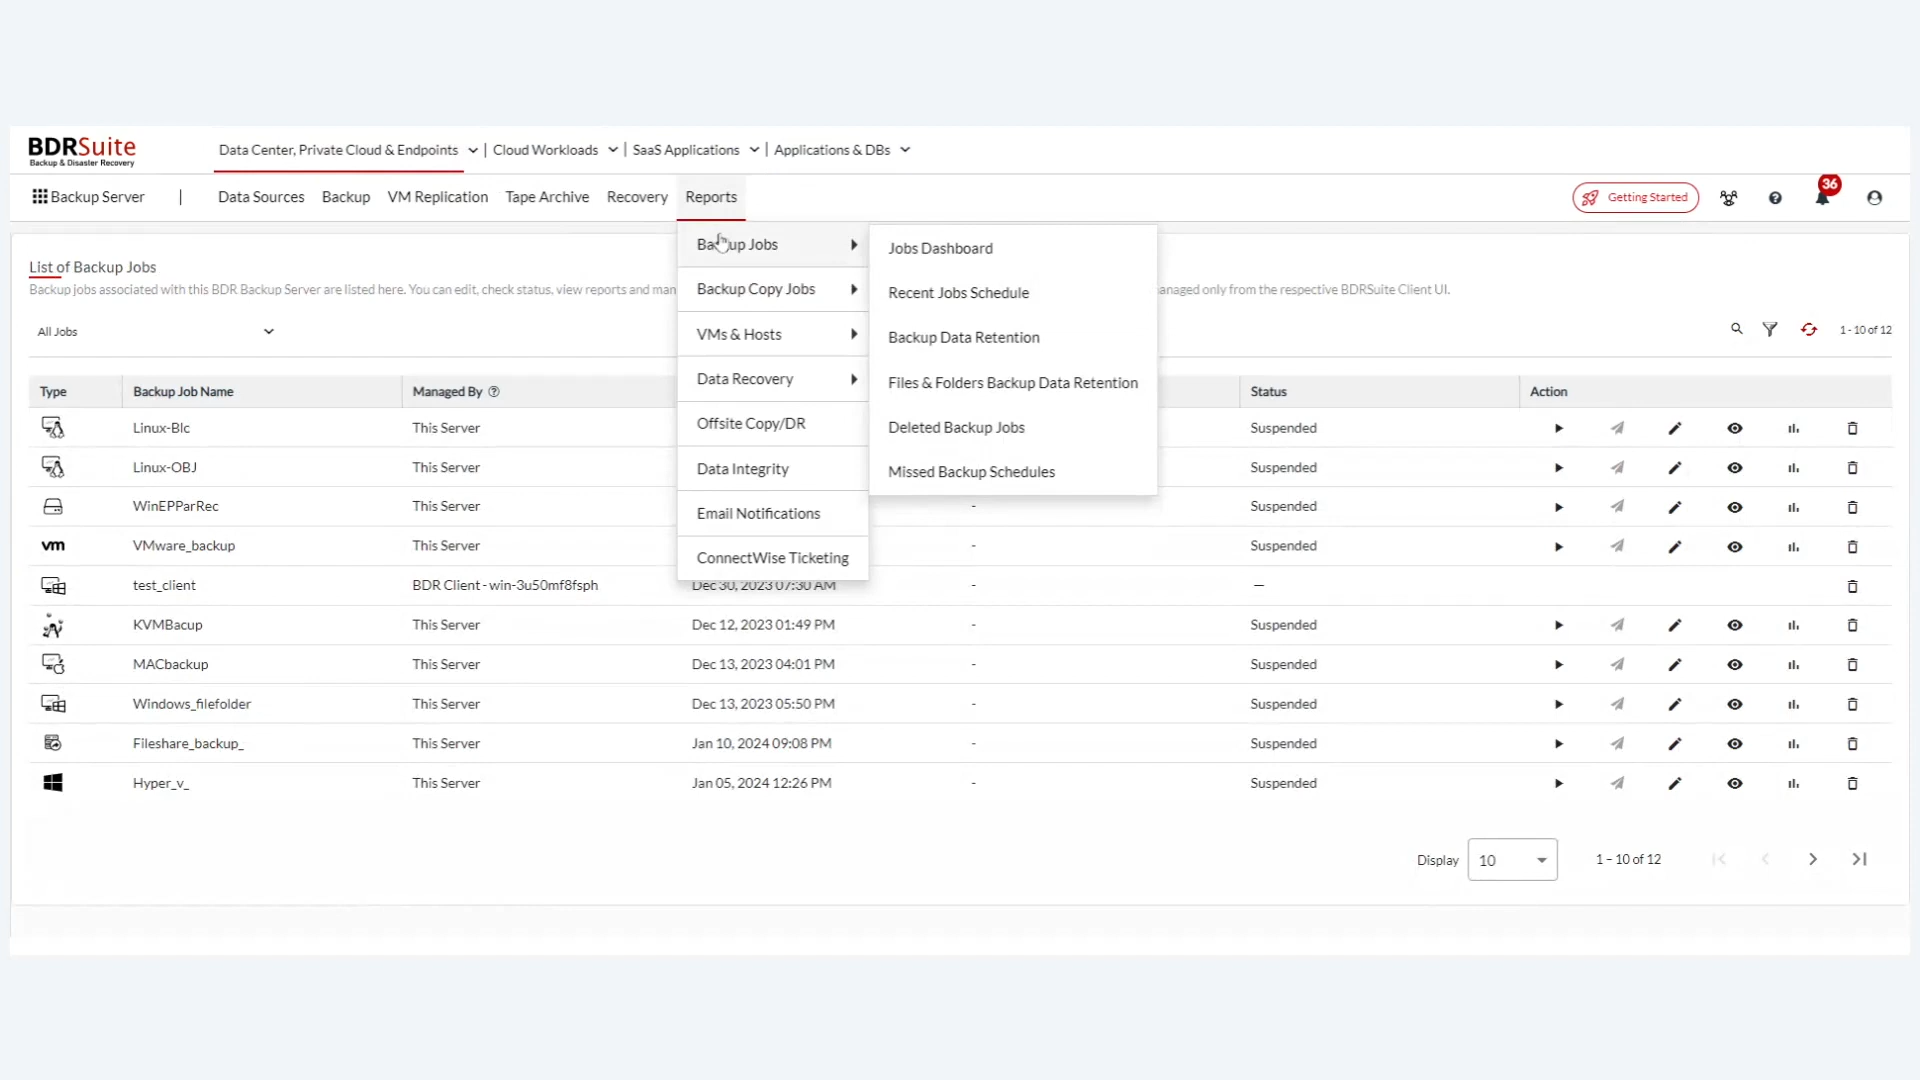 BDRSuite
Backup & Disaster Recovery
Data Center, Private Cloud & Endpoints | Cloud Workloads | SaaS Applications | Applications & DBs
Backup Server | Data Sources Backup VM Replication Tape Archive Recovery Reports
Getting Started
36
List of Backup Jobs
Backup jobs associated with this BDR Backup Server are listed here. You can edit, check status, view reports and
only from the respective BDRSuite Client UI.
All Jobs
1 - 10 of 12
Backup Jobs
Backup Copy Jobs
VMs & Hosts
Data Recovery
Offsite Copy/DR
Data Integrity
Email Notifications
ConnectWise Ticketing
Jobs Dashboard
Recent Jobs Schedule
Backup Data Retention
Files & Folders Backup Data Retention
Deleted Backup Jobs
Missed Backup Schedules
Type Backup Job Name Managed By Status Action
Linux-Blc This Server Suspended
Linux-OBJ This Server Suspended
WinEPParRec This Server - Suspended
vm VMware_backup This Server - Suspended
test_client BDR Client - win-3u50mf8fsph Dec 30, 2023 07:30 AM - —
KVMBacup This Server Dec 12, 2023 01:49 PM - Suspended
MACbackup This Server Dec 13, 2023 04:01 PM - Suspended
Windows_filefolder This Server Dec 13, 2023 05:50 PM - Suspended
Fileshare_backup_ This Server Jan 10, 2024 09:08 PM - Suspended
Hyper_v_ This Server Jan 05, 2024 12:26 PM - Suspended
Display 10 1 – 10 of 12